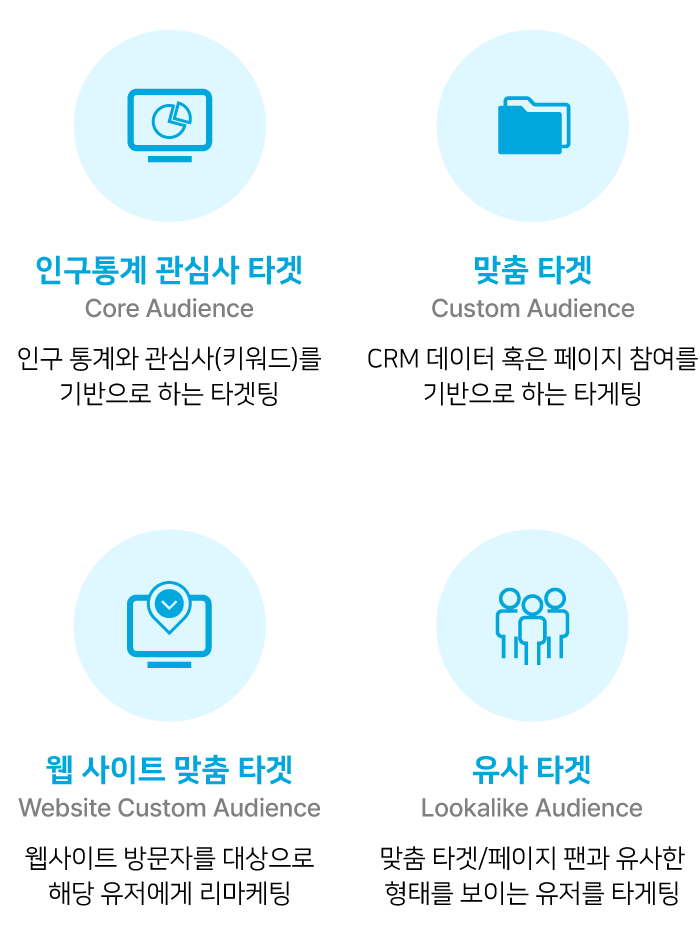 인구통계 관심사 타겟
Core Audience
인구 통계와 관심사(키워드)를
기반으로 하는 타겟팅
맞춤 타겟
Custom Audience
CRM 데이터 혹은 페이지 참여를
기반으로 하는 타게팅
웹 사이트 맞춤 타겟
Website Custom Audience
웹사이트 방문자를 대상으로
해당 유저에게 리마케팅
유사 타겟
Lookalike Audience
맞춤 타겟/페이지 팬과 유사한
형태를 보이는 유저를 타게팅